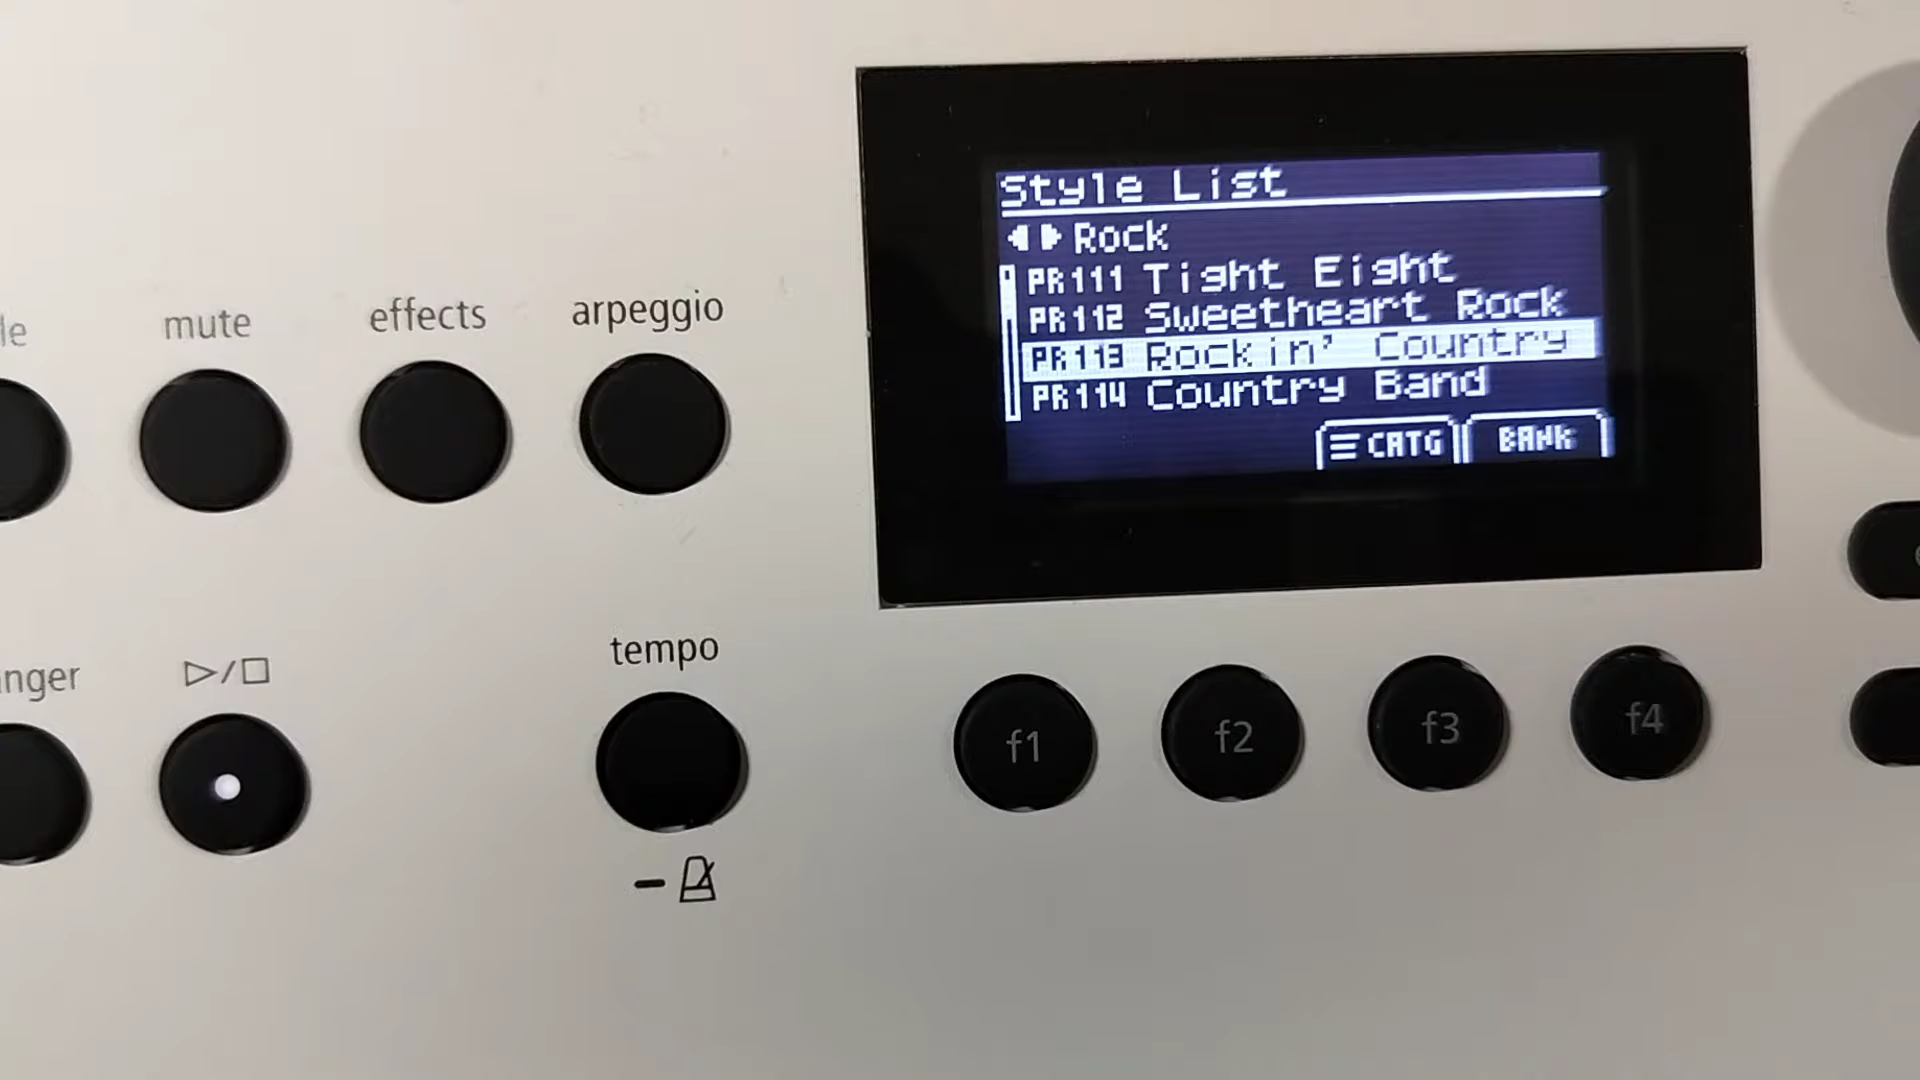 Style List
Rock
PR111 Tight Eight
PR112 Sweetheart Rock
PR113 Rockin' Country
PR114 Country Band
CATG BANK
mute effects arpeggio
tempo
f1 f2 f3 f4